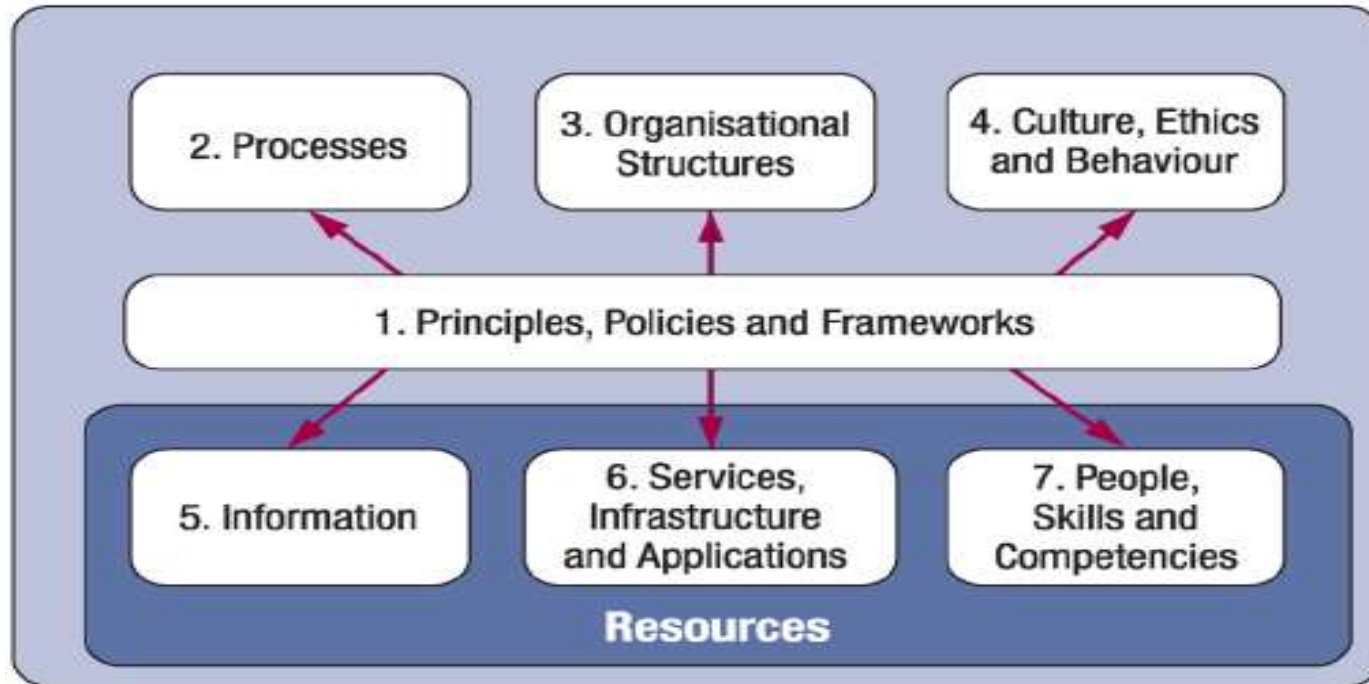 2. Processes
3. Organisational
Structures
4. Culture, Ethics
and Behaviour
1. Principles, Policies and Frameworks
5. Information
6. Services,
Infrastructure
and Applications
7. People,
Skills and
Competencies
Resources